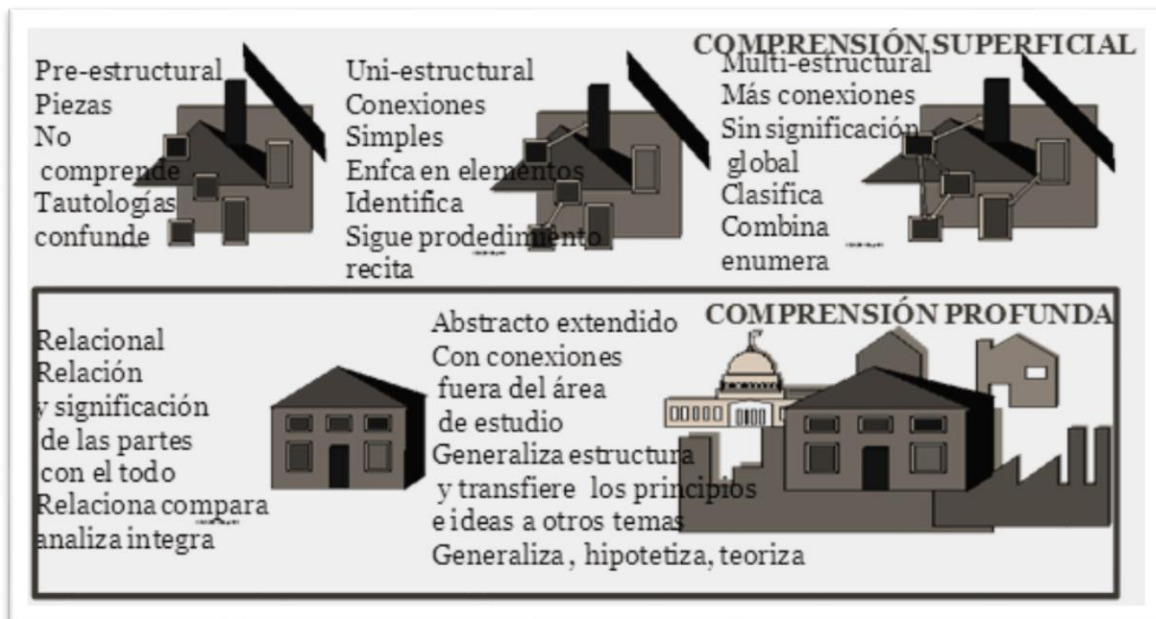 COMPRENSIÓN SUPERFICIAL
Pre-estructural
Piezas
No
comprende
Tautologías
confunde
Uni-estructural
Conexiones
Simples
Enfca en elementos
Identifica
Sigue prodedimento
recita
Multi-estructural
Más conexiones
Sin significación
global
Clasifica
Combina
enumera
COMPRENSIÓN PROFUNDA
Relacional
Relación
y significación
de las partes
con el todo
Relaciona compara
analiza integra
Abstracto extendido
Con conexiones
fuera del área
de estudio
Generaliza estructura
y transfiere los principios
e ideas a otros temas
Generaliza , hipotetiza, teoriza